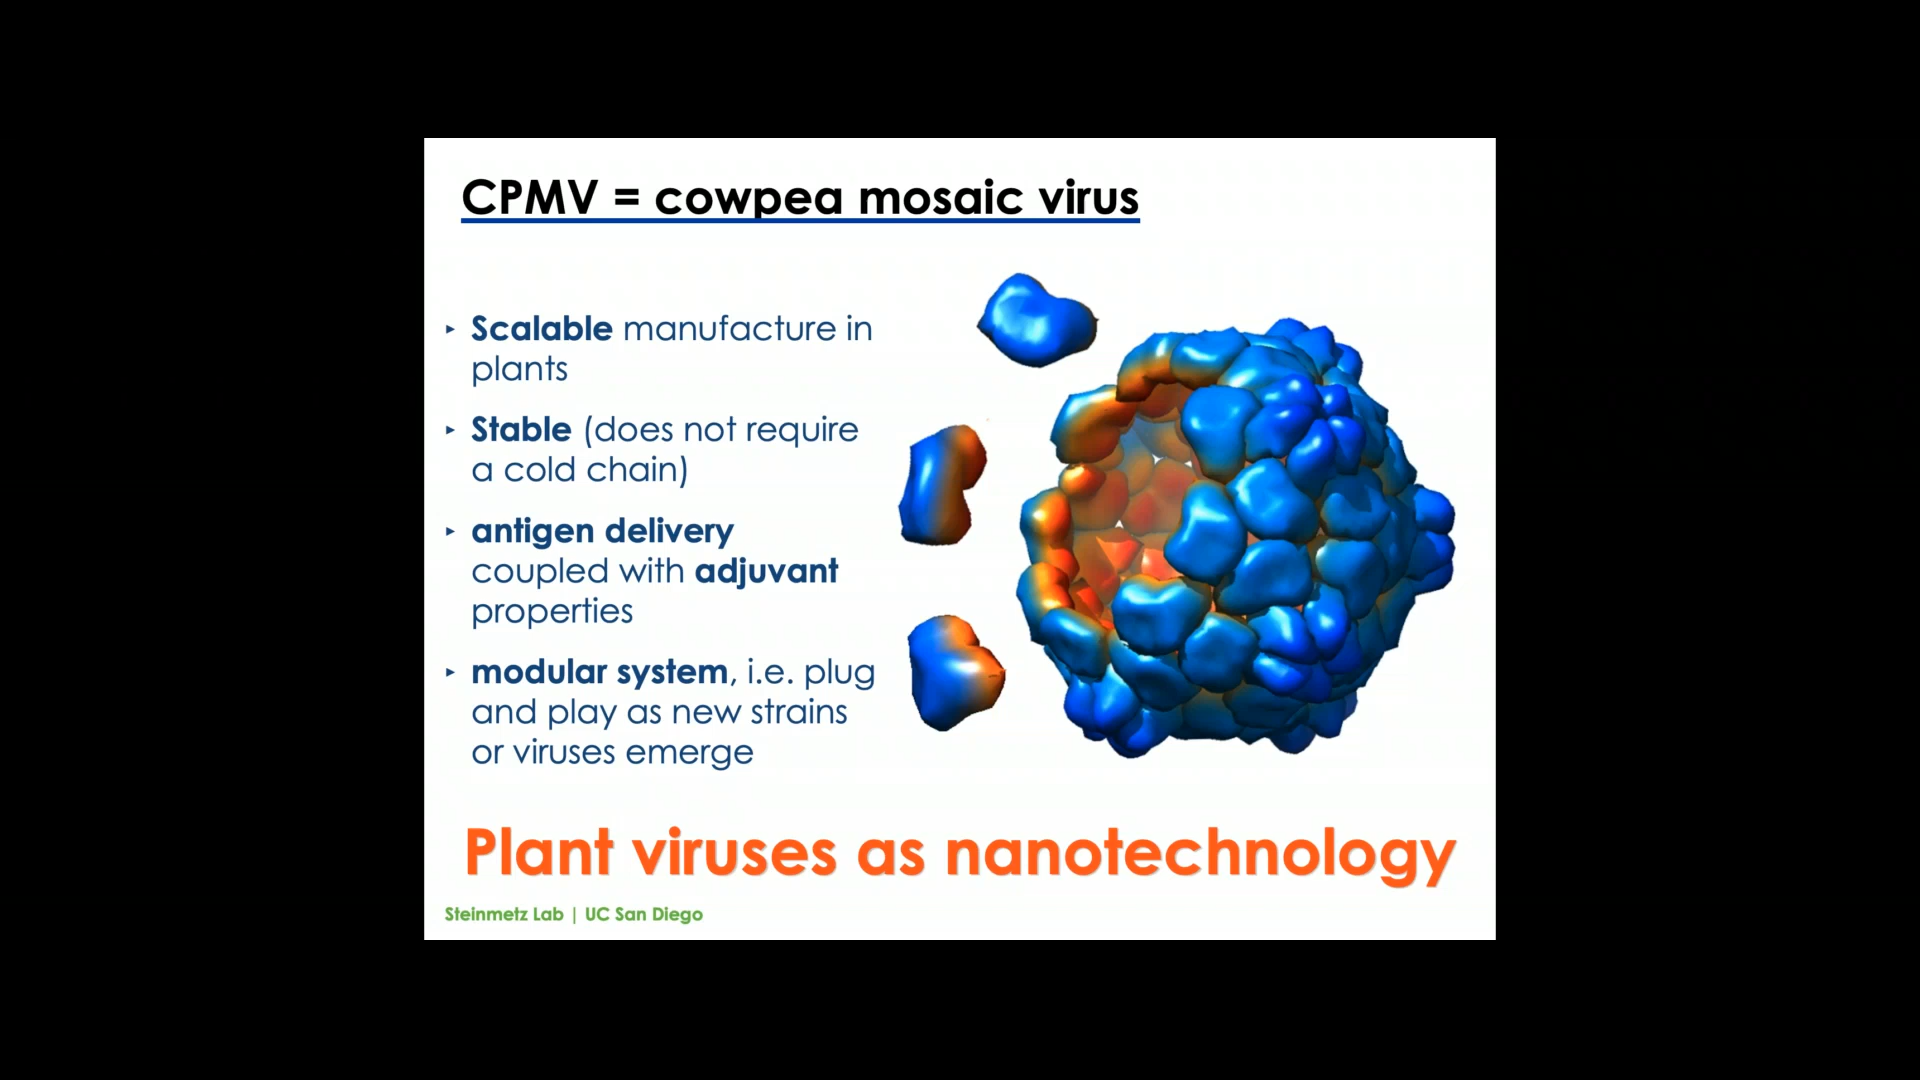 CPMV = cowpea mosaic virus
‣ Scalable manufacture in
plants
‣ Stable (does not require
a cold chain)
‣ antigen delivery
coupled with adjuvant
properties
‣ modular system, i.e. plug
and play as new strains
or viruses emerge
Plant viruses as nanotechnology
Steinmetz Lab | UC San Diego